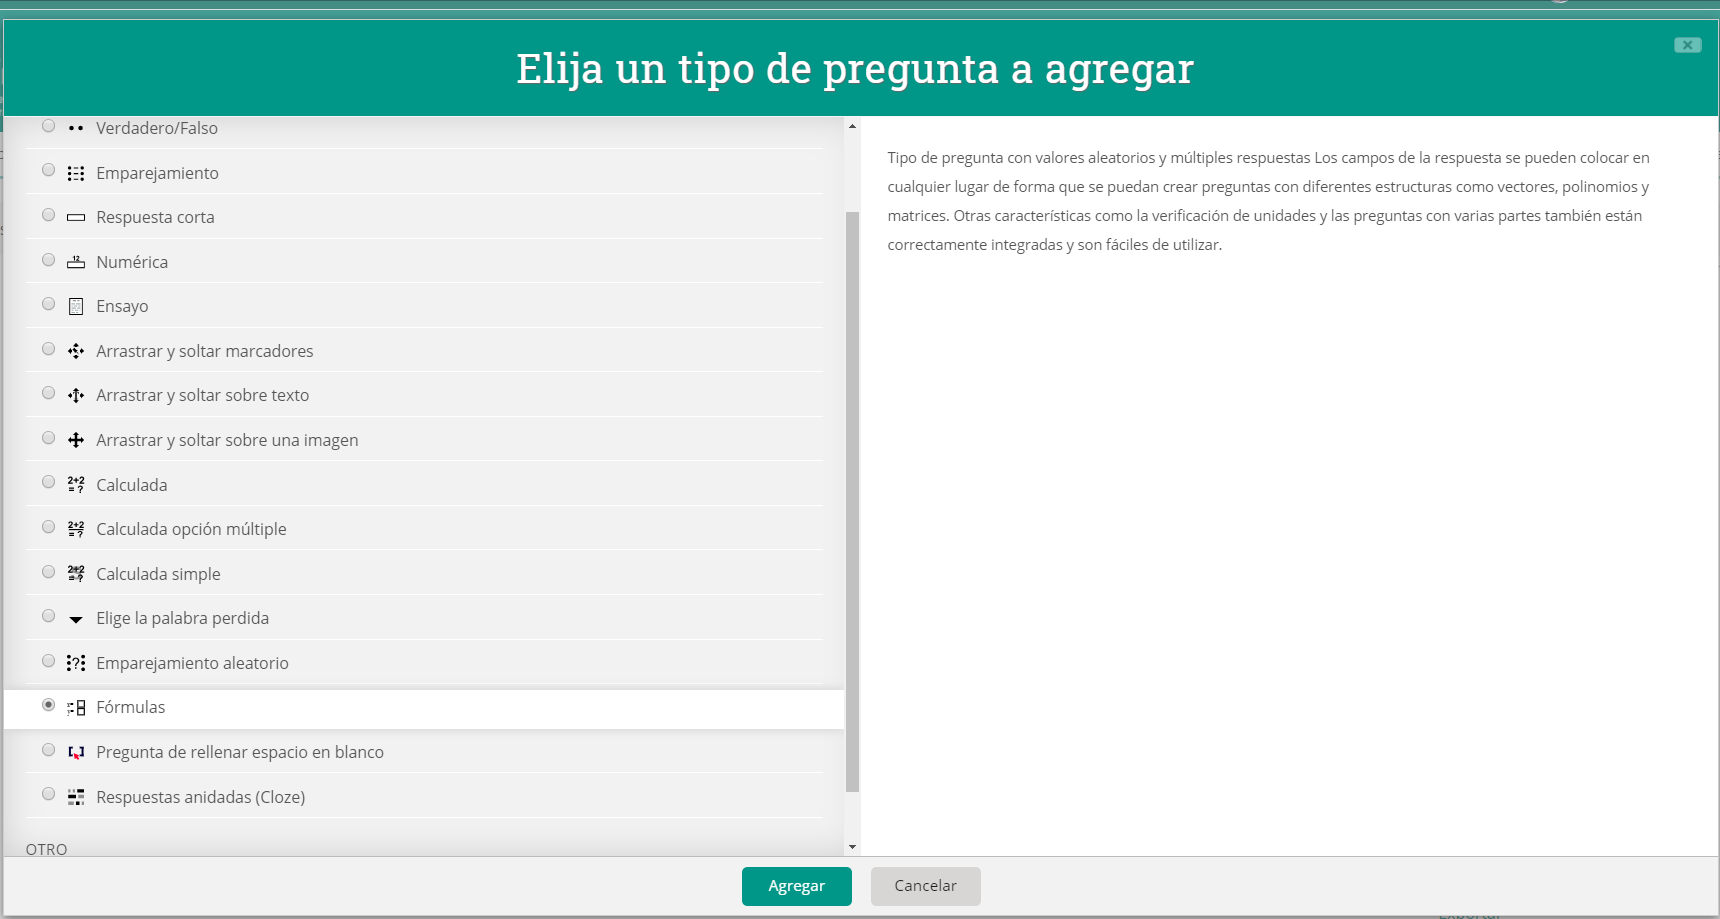 Elija un tipo de pregunta a agregar
Verdadero/Falso
Emparejamiento
Respuesta corta
Numérica
Ensayo
Arrastrar y soltar marcadores
Arrastrar y soltar sobre texto
Arrastrar y soltar sobre una imagen
Calculada
Calculada opción múltiple
Calculada simple
Elige la palabra perdida
Emparejamiento aleatorio
Fórmulas
Pregunta de rellenar espacio en blanco
Respuestas anidadas (Cloze)
OTRO
Tipo de pregunta con valores aleatorios y múltiples respuestas Los campos de la respuesta se pueden colocar en
cualquier lugar de forma que se puedan crear preguntas con diferentes estructuras como vectores, polinomios y
matrices. Otras características como la verificación de unidades y las preguntas con varias partes también están
correctamente integradas y son fáciles de utilizar.
Agregar
Cancelar